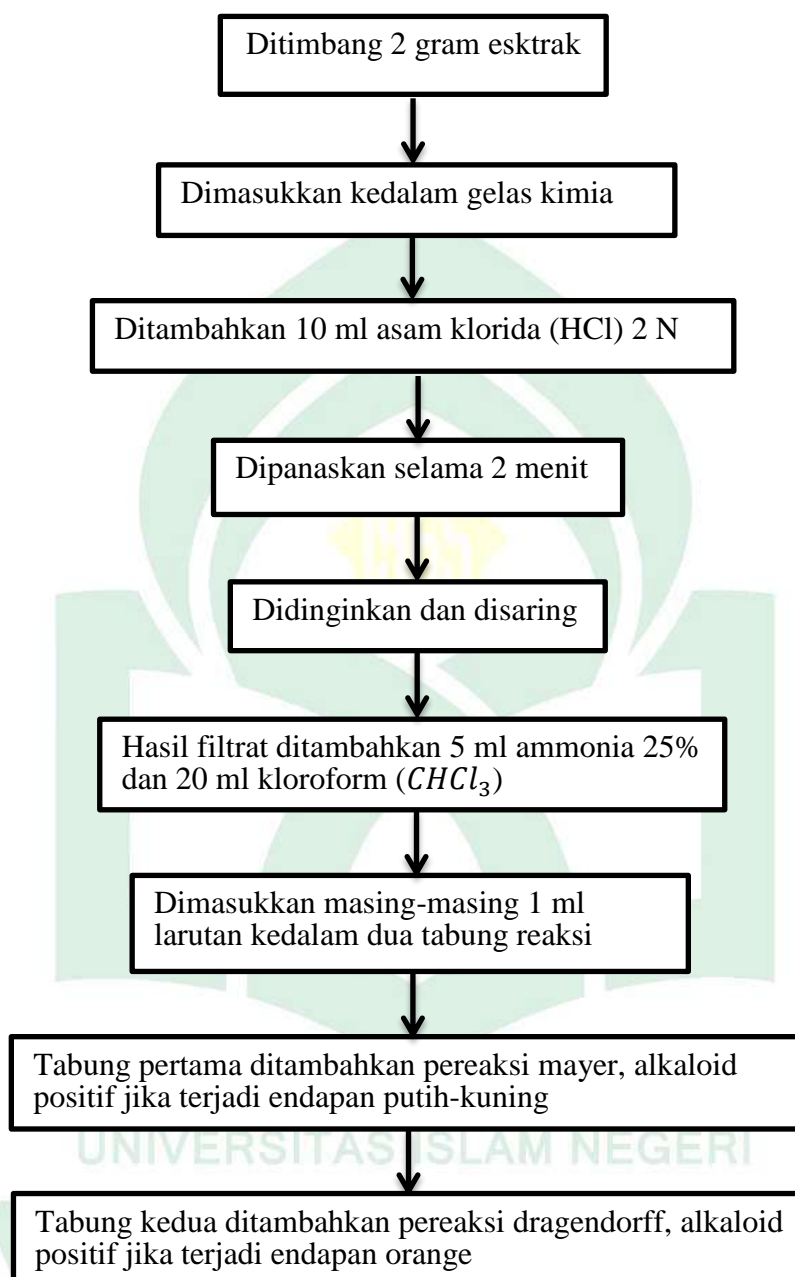 Ditimbang 2 gram esktrak
Dimasukkan kedalam gelas kimia
Ditambahkan 10 ml asam klorida (HCl) 2 N
Dipanaskan selama 2 menit
Didinginkan dan disaring
Hasil filtrat ditambahkan 5 ml ammonia 25%
dan 20 ml kloroform (CHCl₃)
Dimasukkan masing-masing 1 ml
larutan kedalam dua tabung reaksi
Tabung pertama ditambahkan pereaksi mayer, alkaloid
positif jika terjadi endapan putih-kuning
UNIVERSITAS ISLAM NEGERI
Tabung kedua ditambahkan pereaksi dragendorff, alkaloid
positif jika terjadi endapan orange